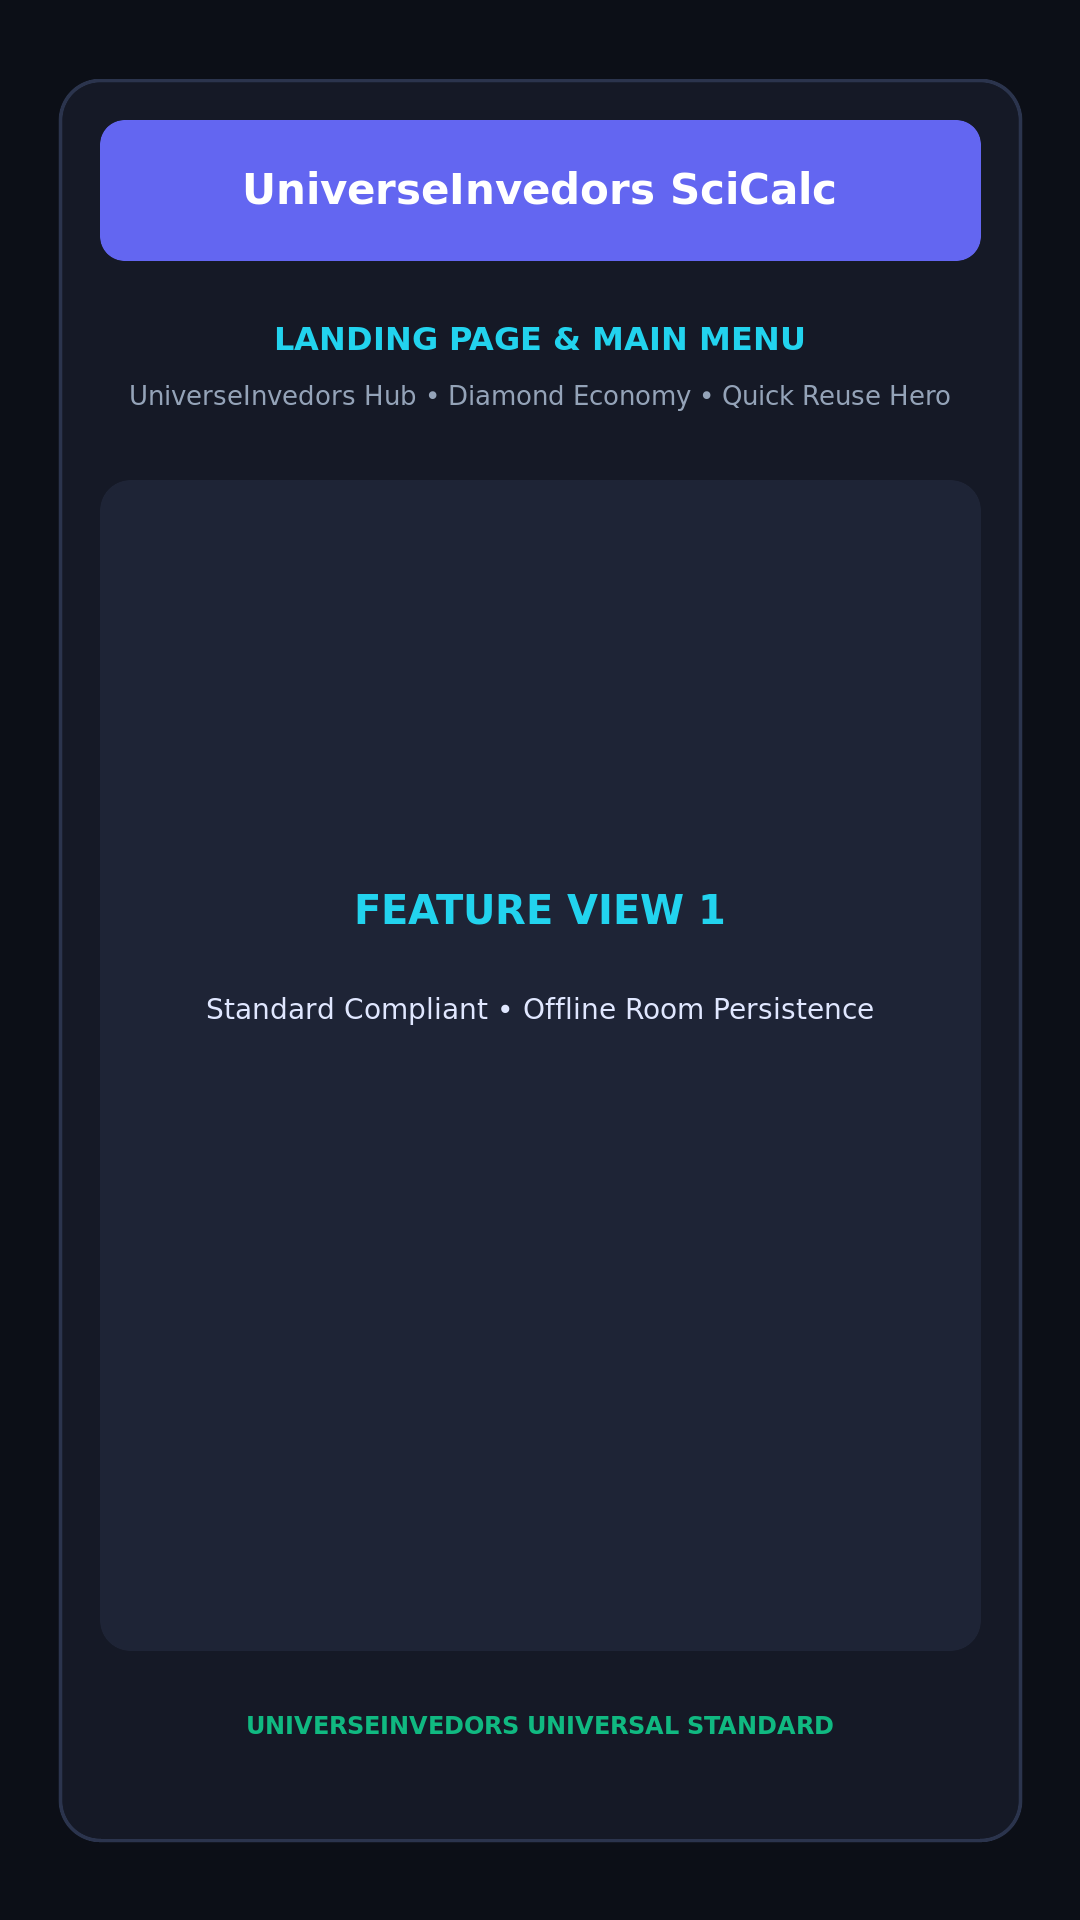 UniverseInvedors SciCalc
LANDING PAGE & MAIN MENU
UniverseInvedors Hub • Diamond Economy • Quick Reuse Hero
FEATURE VIEW 1
Standard Compliant • Offline Room Persistence
UNIVERSEINVEDORS UNIVERSAL STANDARD